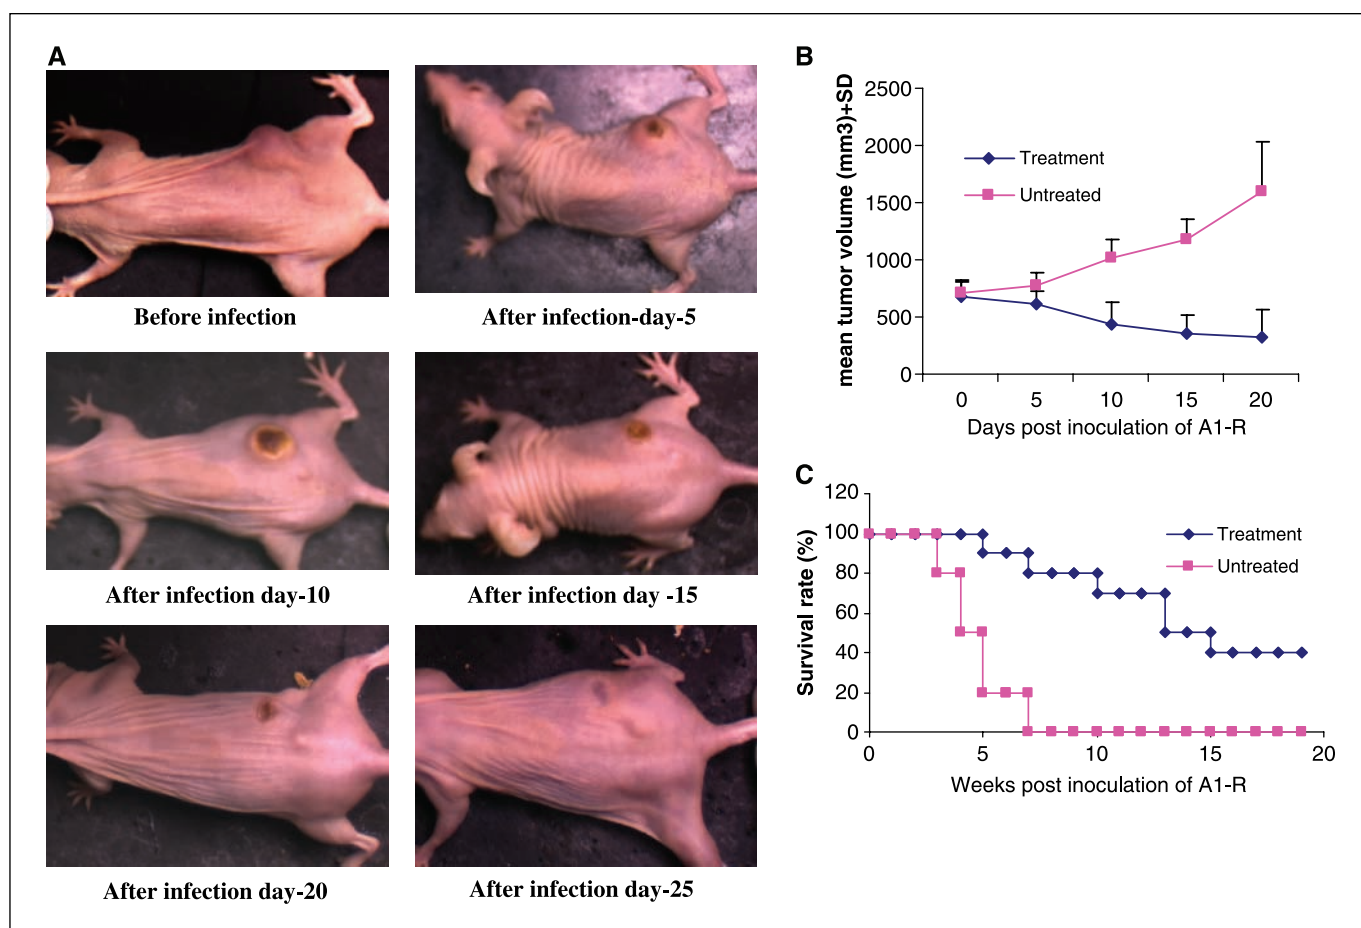 A
Before infection
After infection-day-5
After infection day-10
After infection day -15
After infection day-20
After infection day-25
B
mean tumor volume (mm3)+SD
2500
2000
1500
1000
500
0
Treatment
Untreated
0 5 10 15 20
Days post inoculation of A1-R
C
Survival rate (%)
120
100
80
60
40
20
0
Treatment
Untreated
0 5 10 15 20
Weeks post inoculation of A1-R